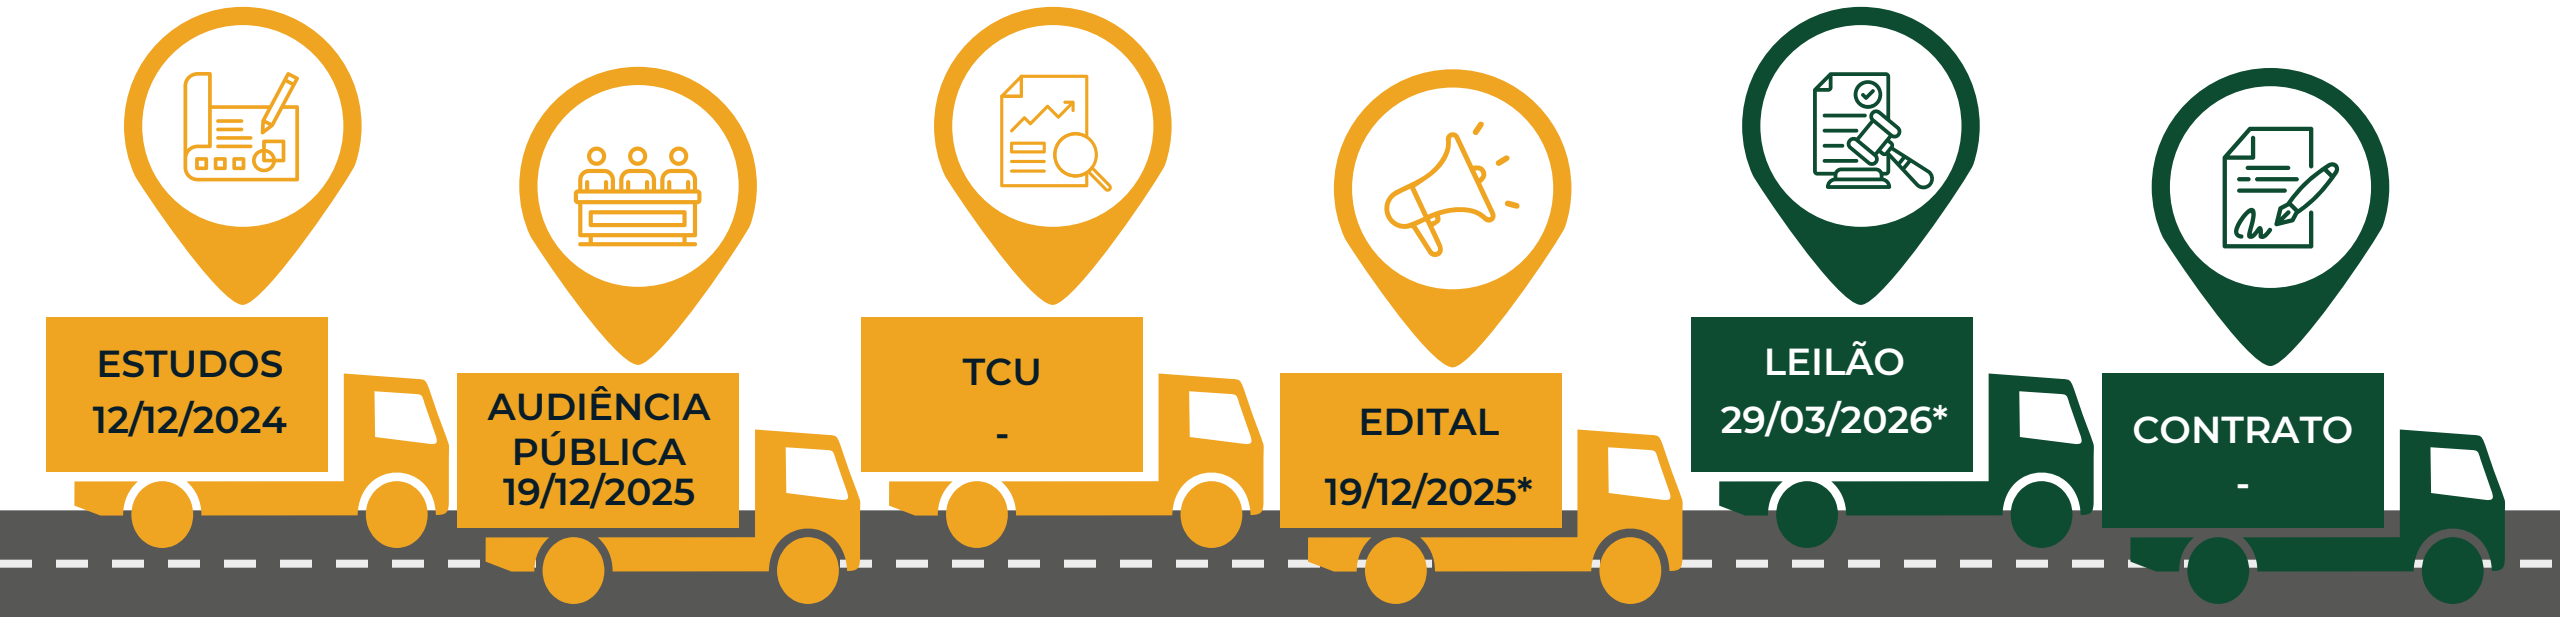 ESTUDOS
12/12/2024
AUDIÊNCIA
PÚBLICA
19/12/2025
TCU
-
EDITAL
19/12/2025*
LEILÃO
29/03/2026*
CONTRATO
-